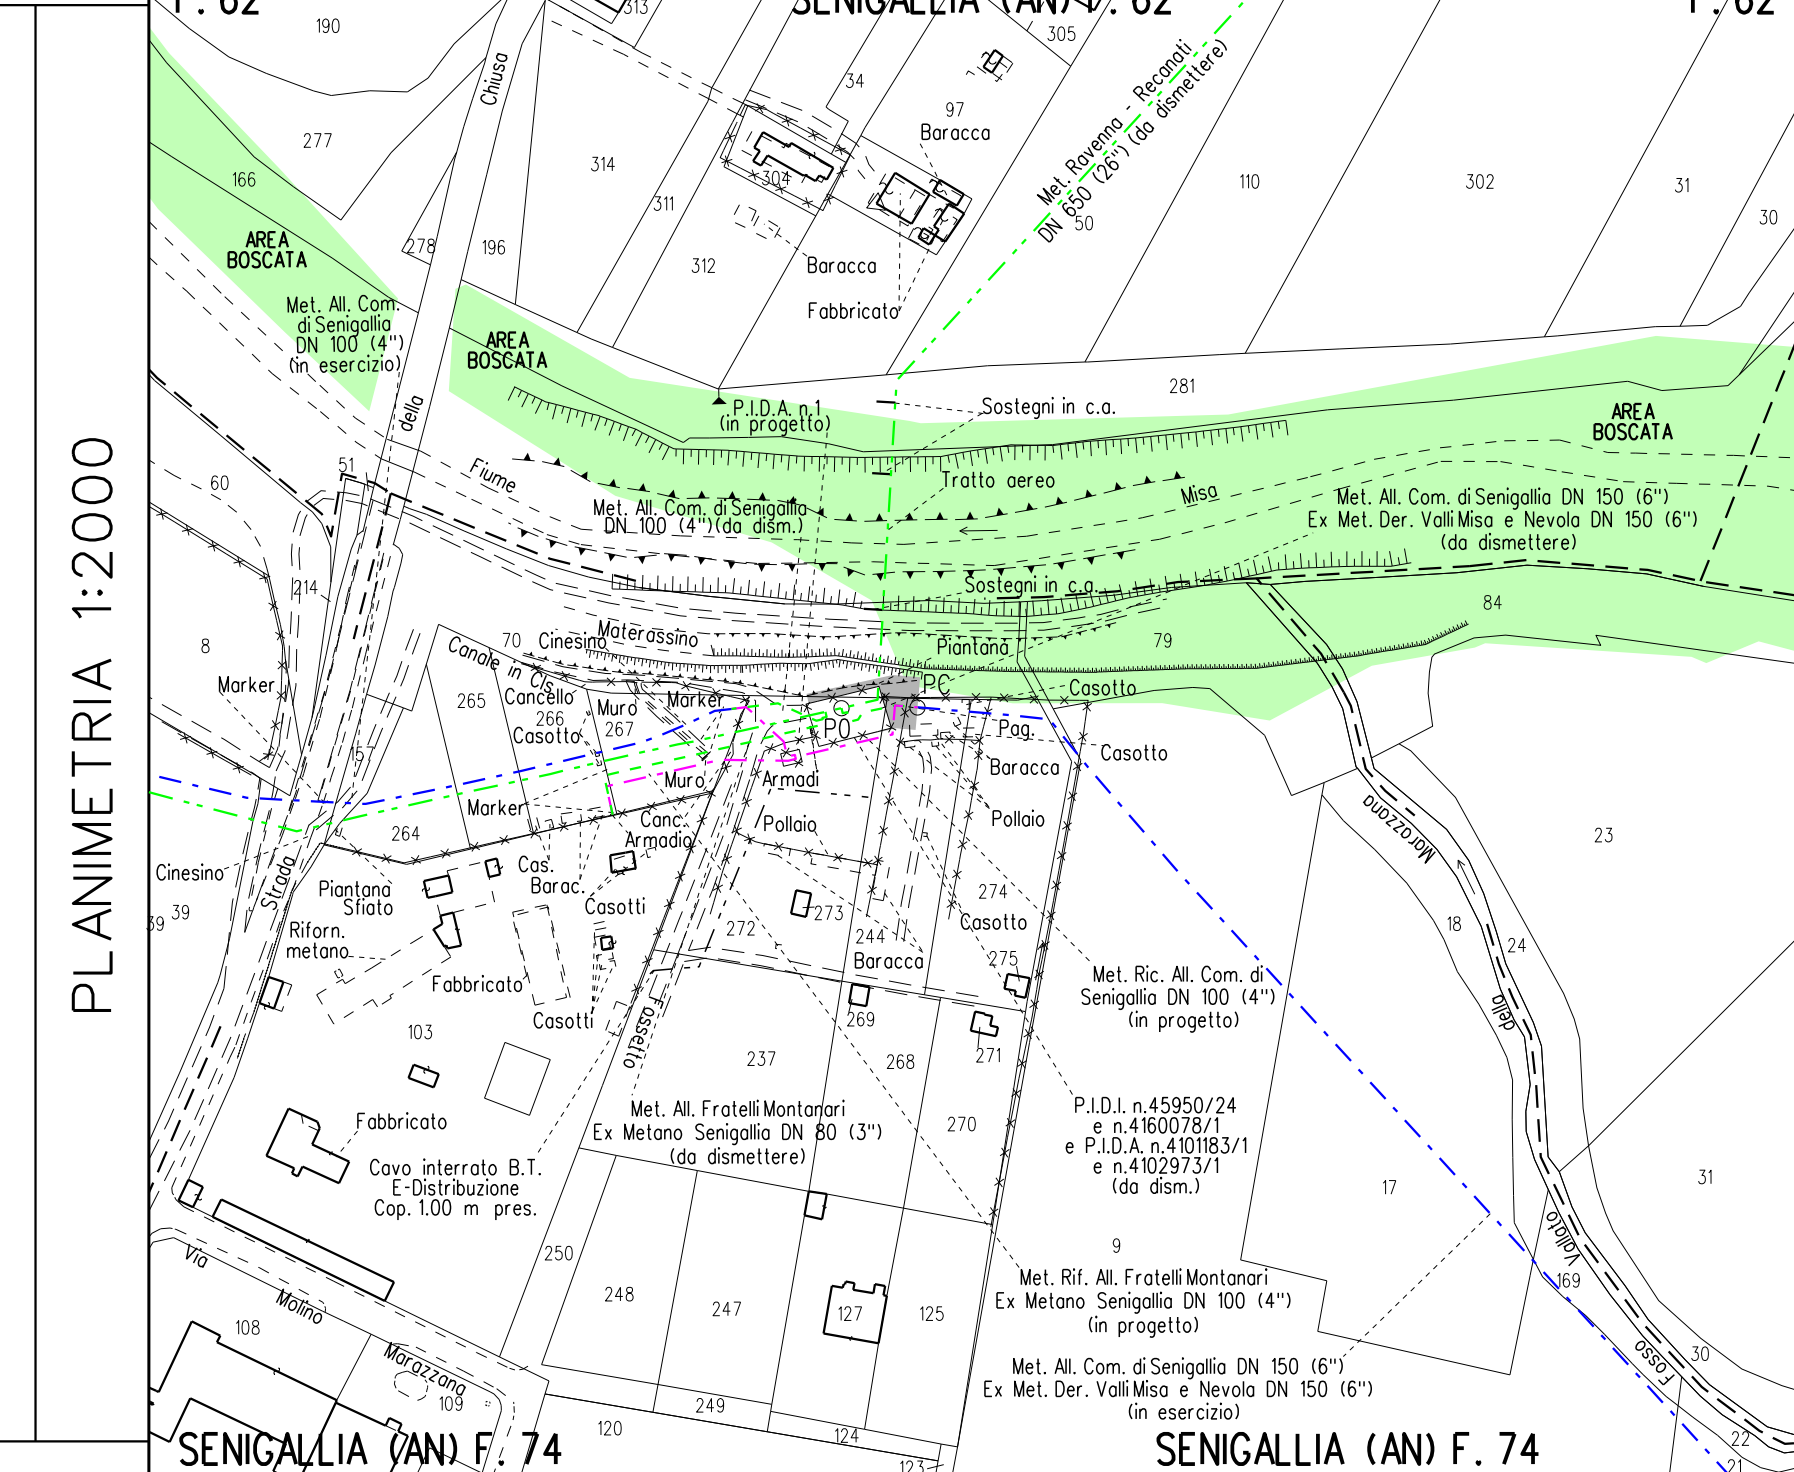 F. 62
SENIGALLIA (AN) F. 62
F. 62
PLANIMETRIA 1:2000
190
313
305
34
97
Baracca
Chiusa
277
166
314
304
311
278
196
312
Baracca
Fabbricato
Met. Ravenna - Recanati
DN 650 (26") (da dismettere)
50
110
302
31
30
AREA
BOSCATA
Met. All. Com.
di Senigallia
DN 100 (4")
(in esercizio)
AREA
BOSCATA
281
P.I.D.A. n.1
(in progetto)
Sostegni in c.a.
AREA
BOSCATA
della
51
60
Fiume
Tratto aereo
Misa
Met. All. Com. di Senigallia
DN 100 (4")(da dism.)
Met. All. Com. di Senigallia DN 150 (6")
Ex Met. Der. Valli Misa e Nevola DN 150 (6")
(da dismettere)
214
Sostegni in c.a.
84
8
70
Cinesino
Materassino
Piantana
79
Canale in Cls
Marker
265
Cancello
266
Casotto
Muro
267
Marker
PC
PO
Casotto
Pag.
Casotto
57
Muro
Armadi
Baracca
Marker
264
Canc.
Armadio
Pollaio
Pollaio
Marazzana
23
Cinesino
Strada
Piantana
Sfiato
Cas.
Barac.
Casotti
273
274
Casotto
39
39
Riforn.
metano
272
244
Baracca
275
18
24
Fabbricato
Casotti
Fossetto
269
Met. Ric. All. Com. di
Senigallia DN 100 (4")
(in progetto)
della
103
237
268
271
Met. All. Fratelli Montanari
Ex Metano Senigallia DN 80 (3")
(da dismettere)
270
P.I.D.I. n.45950/24
e n.4160078/1
e P.I.D.A. n.4101183/1
e n.4102973/1
(da dism.)
Fabbricato
Cavo interrato B.T.
E-Distribuzione
Cop. 1.00 m pres.
17
31
Via
Molino
250
248
247
127
125
9
Met. Rif. All. Fratelli Montanari
Ex Metano Senigallia DN 100 (4")
(in progetto)
Vallato
169
108
Marazzana
109
Met. All. Com. di Senigallia DN 150 (6")
Ex Met. Der. Valli Misa e Nevola DN 150 (6")
(in esercizio)
Fosso
30
249
120
124
123
22
21
SENIGALLIA (AN) F. 74
SENIGALLIA (AN) F. 74